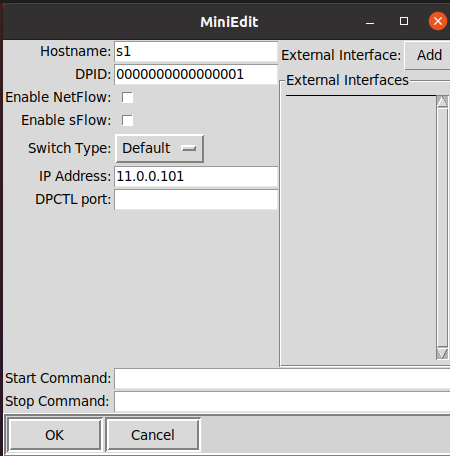 MiniEdit
Hostname: s1
External Interface: Add
DPID: 0000000000000001
External Interfaces
Enable NetFlow:
Enable sFlow:
Switch Type: Default
IP Address: 11.0.0.101
DPCTL port:
Start Command:
Stop Command:
OK Cancel